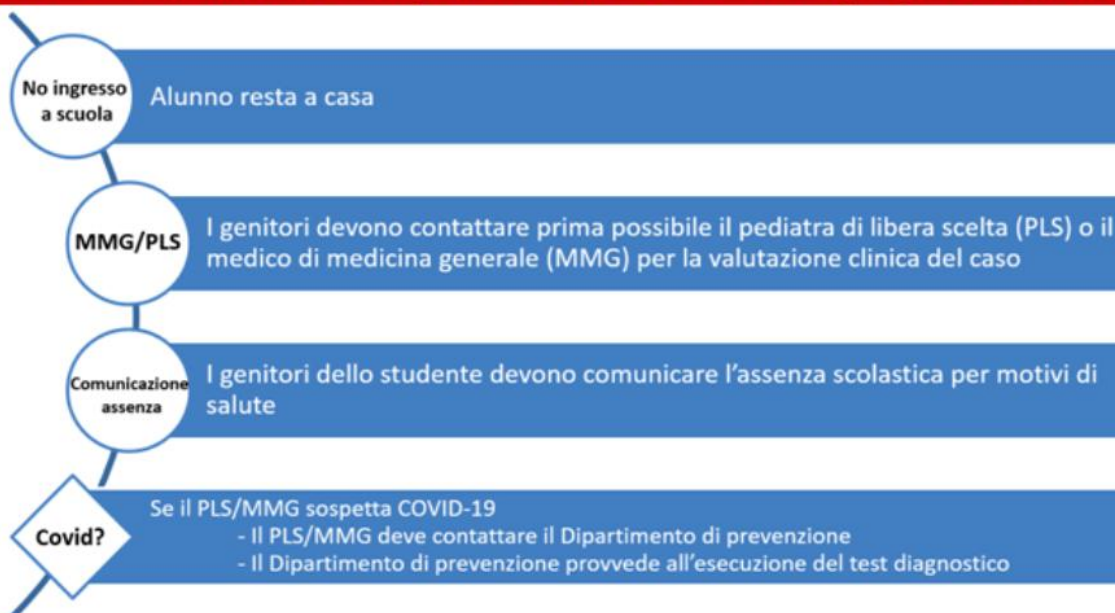 No ingresso
a scuola
Alunno resta a casa
MMG/PLS
I genitori devono contattare prima possibile il pediatra di libera scelta (PLS) o il
medico di medicina generale (MMG) per la valutazione clinica del caso
Comunicazione
assenza
I genitori dello studente devono comunicare l'assenza scolastica per motivi di
salute
Covid?
Se il PLS/MMG sospetta COVID-19
- Il PLS/MMG deve contattare il Dipartimento di prevenzione
- Il Dipartimento di prevenzione provvede all'esecuzione del test diagnostico